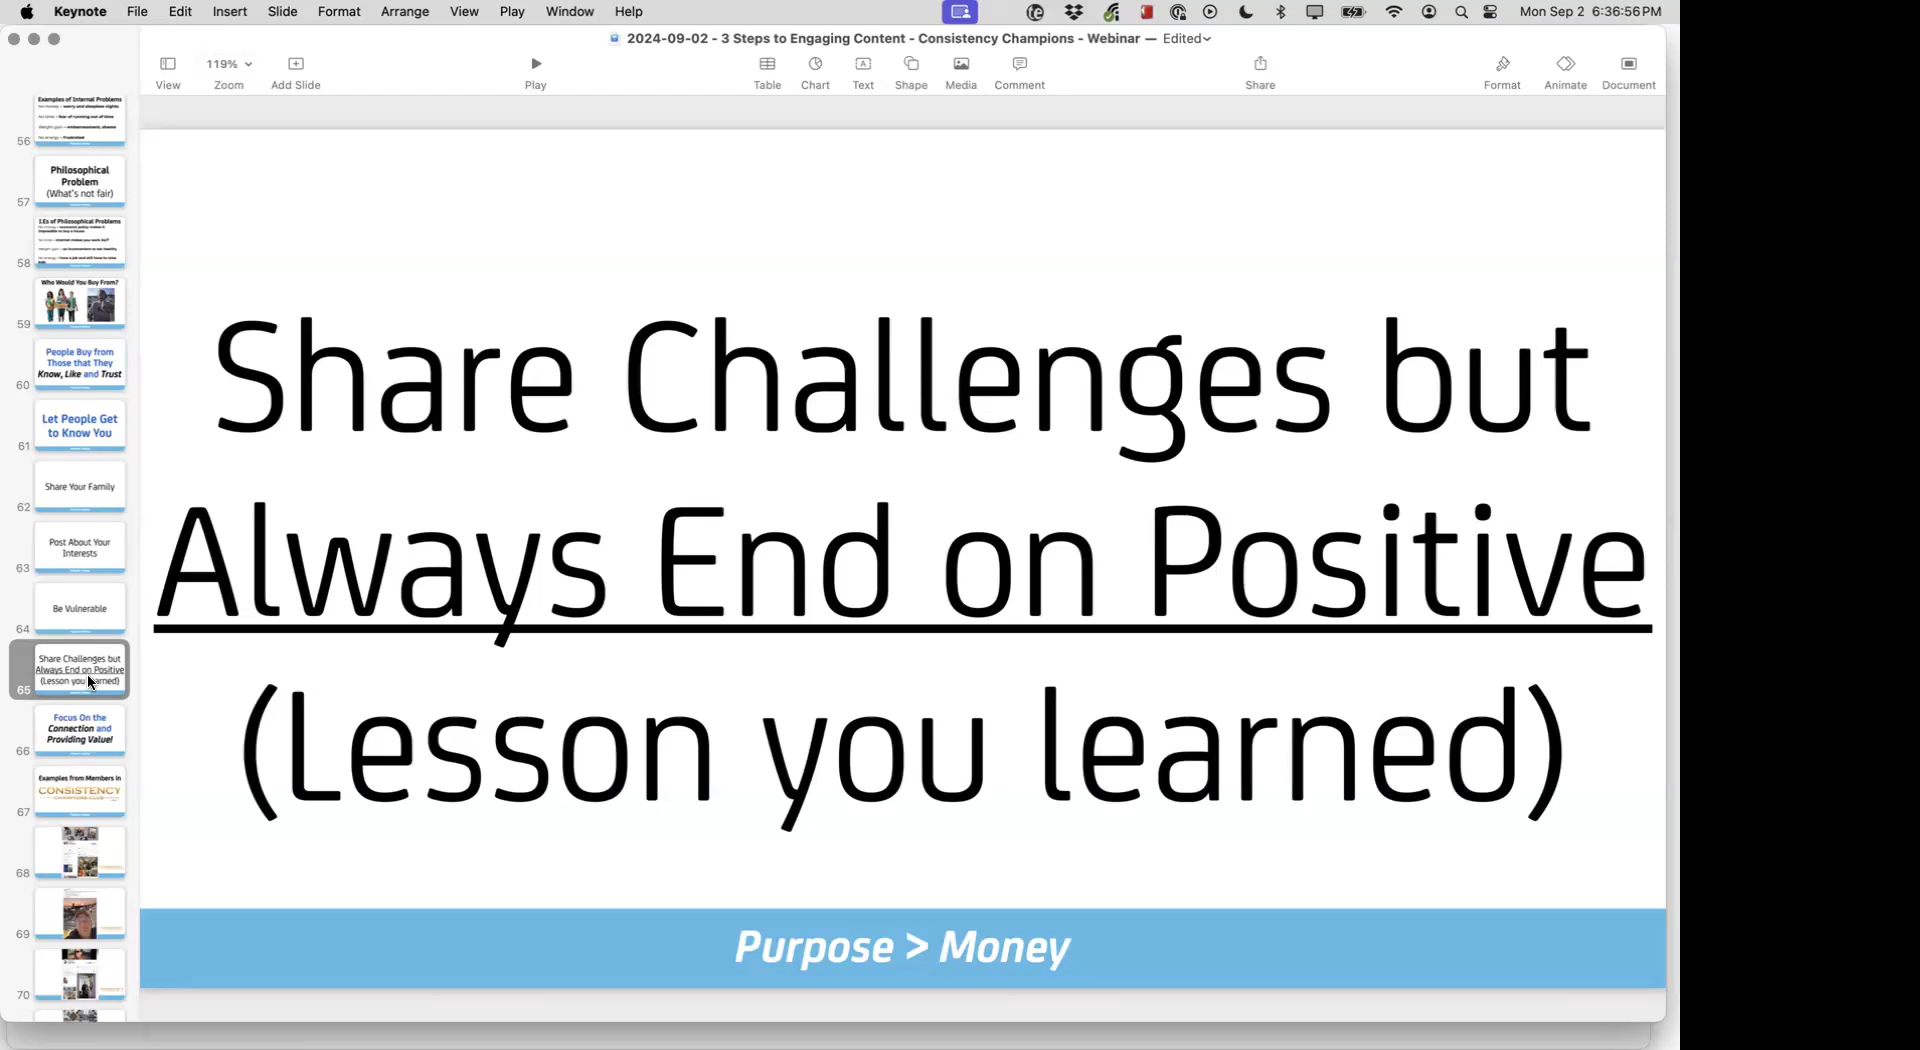 Keynote File Edit Insert Slide Format Arrange View Play Window Help Mon Sep 2 6:36:56 PM
2024-09-02 - 3 Steps to Engaging Content - Consistency Champions - Webinar — Edited
119%
View Zoom Add Slide Play Table Chart Text Shape Media Comment Share Format Animate Document
Examples of Internal Problems
56
Philosophical
Problem
(What's not fair)
57
I.Es of Philosophical Problems
58
Who Would You Buy From?
59
People Buy from
Those that They
Know, Like and Trust
60
Let People Get
to Know You
61
Share Your Family
62
Post About Your
Interests
63
Be Vulnerable
64
Share Challenges but
Always End on Positive
(Lesson you learned)
65
Focus On the
Connection and
Providing Value!
66
Examples from Members in
CONSISTENCY
67
68
69
70
Share Challenges but
Always End on Positive
(Lesson you learned)
Purpose > Money